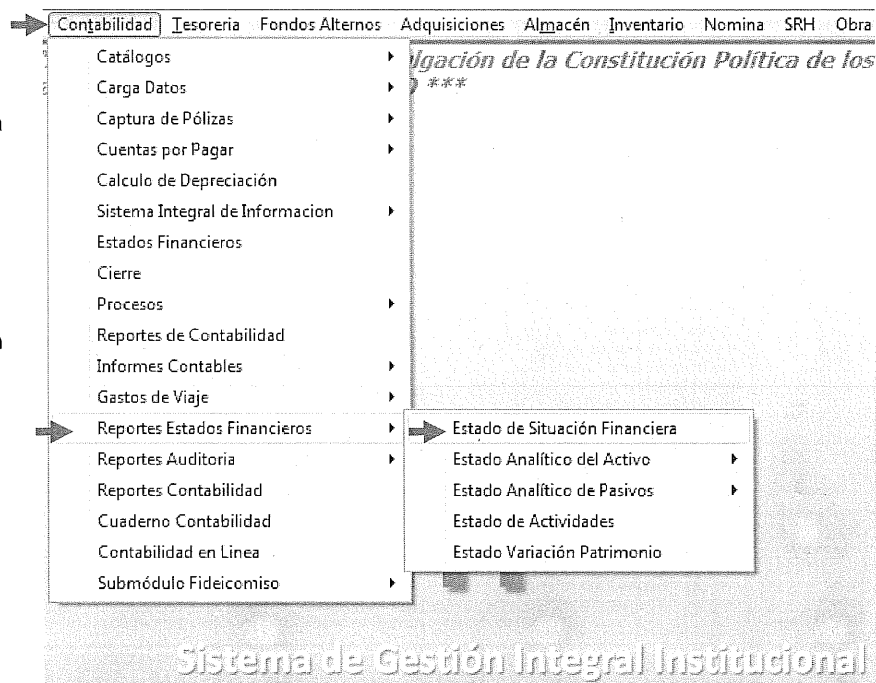 Contabilidad Tesoreria Fondos Alternos Adquisiciones Almacén Inventario Nomina SRH Obra
lgación de la Constitución Política de los
***
Catálogos
Carga Datos
Captura de Pólizas
Cuentas por Pagar
Calculo de Depreciación
Sistema Integral de Informacion
Estados Financieros
Cierre
Procesos
Reportes de Contabilidad
Informes Contables
Gastos de Viaje
Reportes Estados Financieros
Reportes Auditoria
Reportes Contabilidad
Cuaderno Contabilidad
Contabilidad en Linea
Submódulo Fideicomiso
Estado de Situación Financiera
Estado Analítico del Activo
Estado Analítico de Pasivos
Estado de Actividades
Estado Variación Patrimonio
Sistema de Gestión Integral Institucional